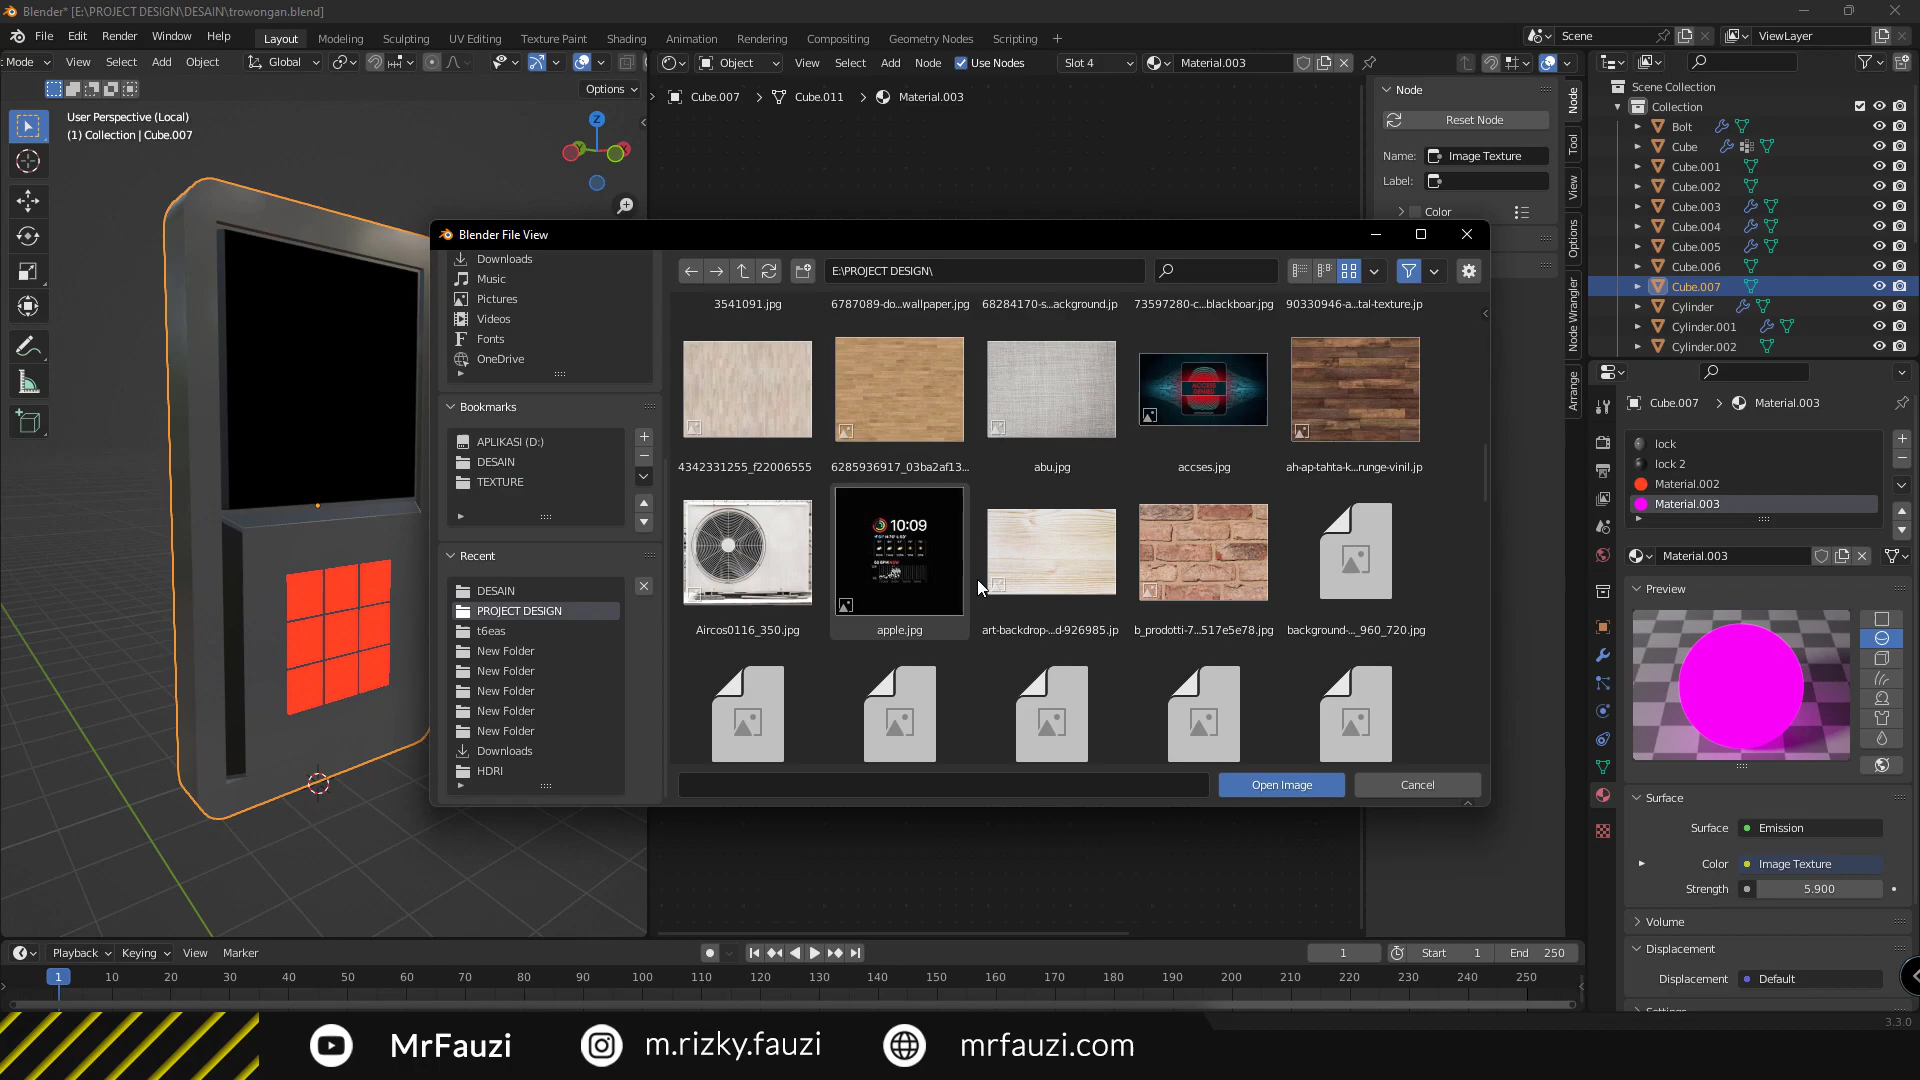 Blender* [E:\PROJECT DESIGN\DESAIN\trowongan.blend]
File Edit Render Window Help
Layout Modeling Sculpting UV Editing Texture Paint Shading Animation Rendering Compositing Geometry Nodes Scripting
Scene
ViewLayer
Mode View Select Add Object Global
Object View Select Add Node Use Nodes Slot 4 Material.003
Options
Cube.007 Cube.011 Material.003
User Perspective (Local)
(1) Collection | Cube.007
Z
Node
Reset Node
Name: Image Texture
Label:
Color
Node
Tool
View
Options
Node Wrangler
Arrange
Scene Collection
Collection
Bolt
Cube
Cube.001
Cube.002
Cube.003
Cube.004
Cube.005
Cube.006
Cube.007
Cylinder
Cylinder.001
Cylinder.002
Blender File View
Downloads
Music
Pictures
Videos
Fonts
OneDrive
Bookmarks
APLIKASI (D:)
DESAIN
TEXTURE
Recent
DESAIN
PROJECT DESIGN
t6eas
New Folder
New Folder
New Folder
New Folder
New Folder
Downloads
HDRI
E:\PROJECT DESIGN\
3541091.jpg
6787089-do...wallpaper.jpg
68284170-s...ackground.jp
73597280-c...blackboar.jpg
90330946-a...tal-texture.jp
ACCESS
DENIED
4342331255_f22006555
6285936917_03ba2af13...
abu.jpg
accses.jpg
ah-ap-tahta-k...runge-vinil.jp
10:09
Aircos0116_350.jpg
apple.jpg
art-backdrop-...d-926985.jp
b_prodotti-7...517e5e78.jpg
background-..._960_720.jpg
Open Image
Cancel
Cube.007 Material.003
lock
lock 2
Material.002
Material.003
Material.003
Preview
Surface
Surface Emission
Color Image Texture
Strength 5.900
Volume
Displacement
Displacement Default
Settings
Playback Keying View Marker
1 Start 1 End 250
1 10 20 30 40 50 60 70 80 90 100 110 120 130 140 150 160 170 180 190 200 210 220 230 240 250
3.3.0
MrFauzi
m.rizky.fauzi
mrfauzi.com